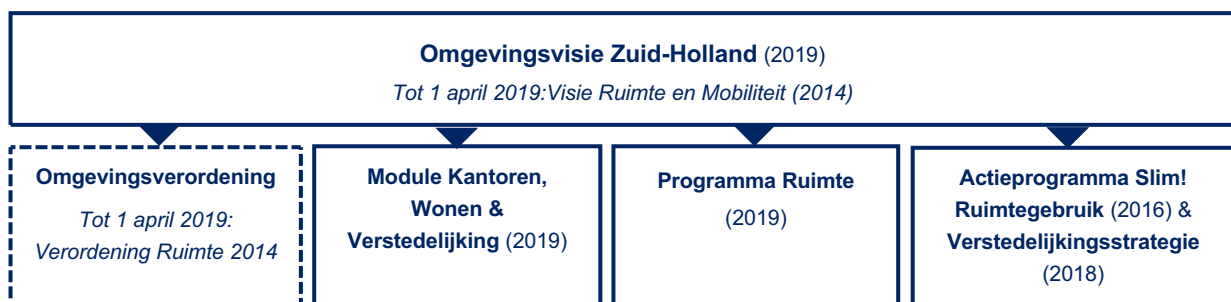 Omgevingsvisie Zuid-Holland (2019)
Tot 1 april 2019:Visie Ruimte en Mobiliteit (2014)
Omgevingsverordening
Tot 1 april 2019:
Verordening Ruimte 2014
Module Kantoren,
Wonen &
Verstedelijking (2019)
Programma Ruimte
(2019)
Actieprogramma Slim!
Ruimtegebruik (2016) &
Verstedelijkingsstrategie
(2018)